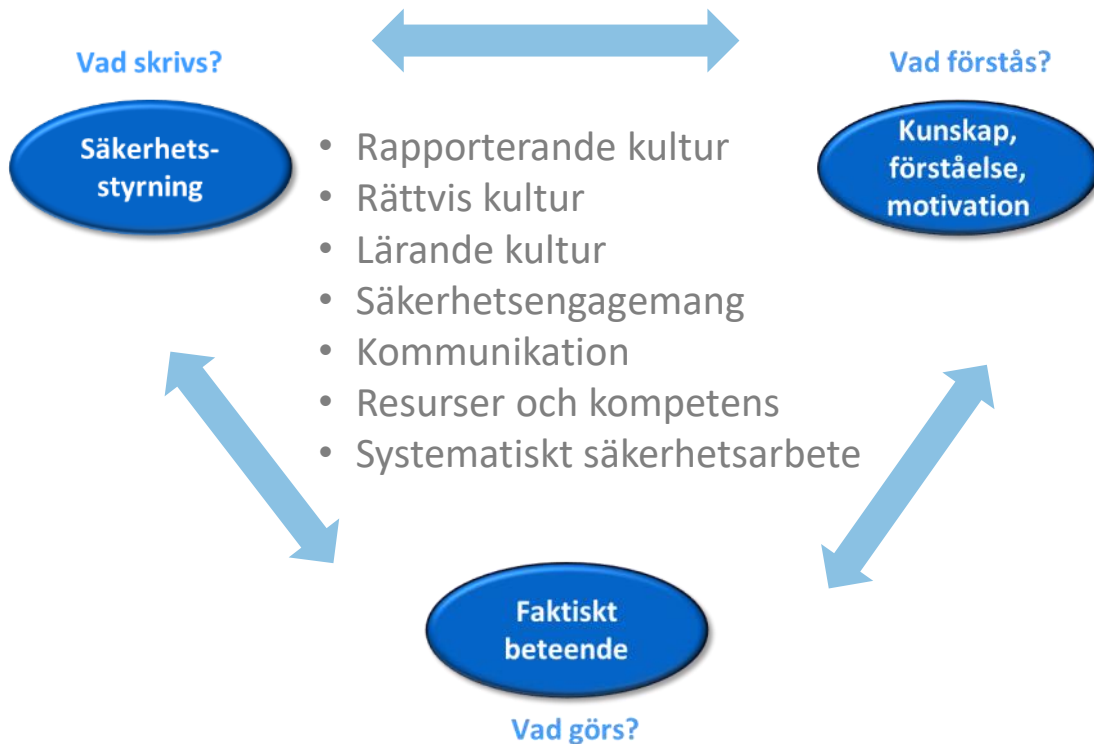 Vad skrivs?
Vad förstås?
Säkerhets-
styrning
Kunskap,
förståelse,
motivation
• Rapporterande kultur
• Rättvis kultur
• Lärande kultur
• Säkerhetsengagemang
• Kommunikation
• Resurser och kompetens
• Systematiskt säkerhetsarbete
Faktiskt
beteende
Vad görs?